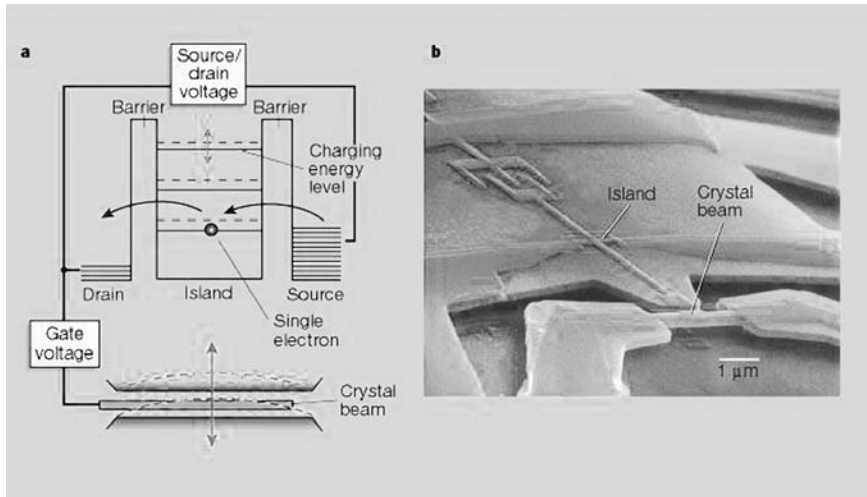 a
Source/
drain
voltage
Barrier
Barrier
Charging
energy
level
Drain
Island
Source
Single
electron
Gate
voltage
Crystal
beam
b
Island
Crystal
beam
1 μm